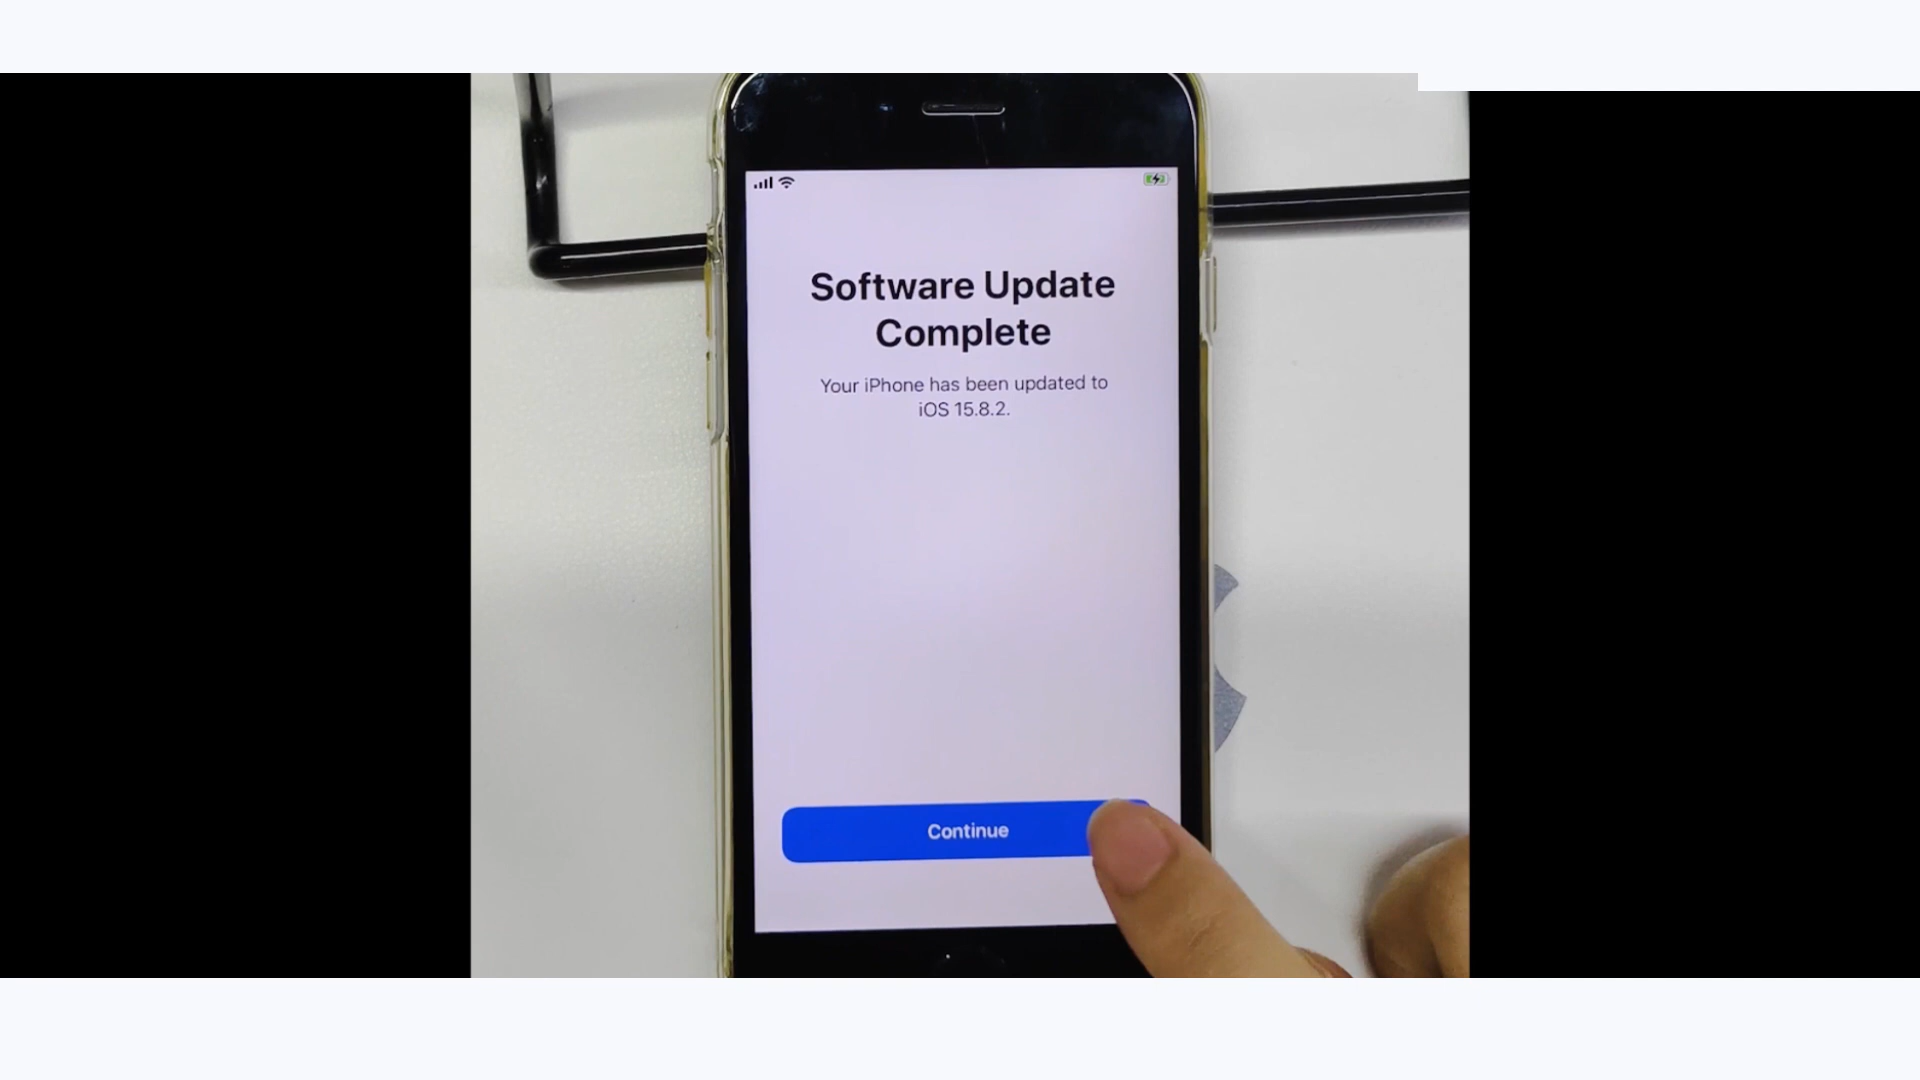 Software Update
Complete
Your iPhone has been updated to
iOS 15.8.2.
Continue